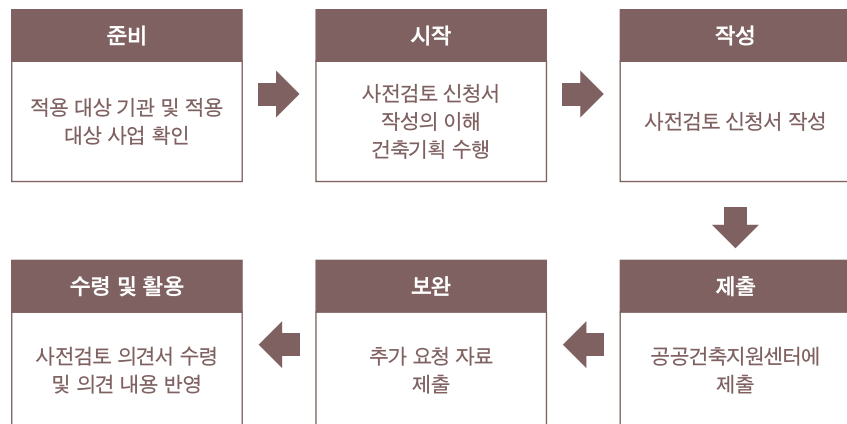 준비
적용 대상 기관 및 적용
대상 사업 확인
시작
사전검토 신청서
작성의 이해
건축기획 수행
작성
사전검토 신청서 작성
제출
공공건축지원센터에
제출
보완
추가 요청 자료
제출
수령 및 활용
사전검토 의견서 수령
및 의견 내용 반영